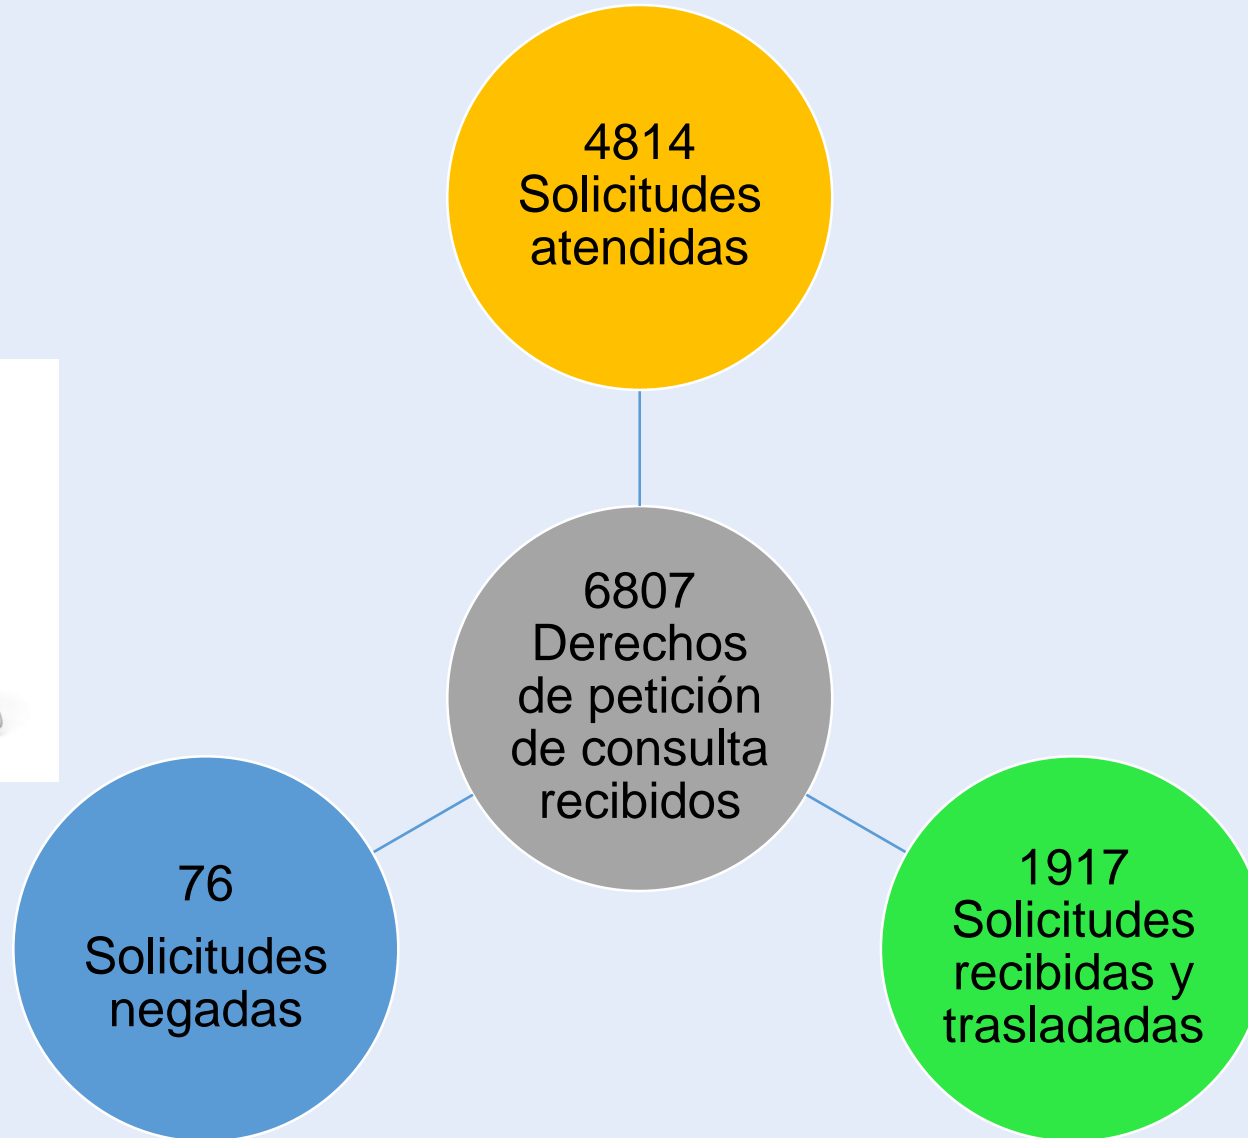 4814
Solicitudes
atendidas
6807
Derechos
de petición
de consulta
recibidos
76
Solicitudes
negadas
1917
Solicitudes
recibidas y
trasladadas